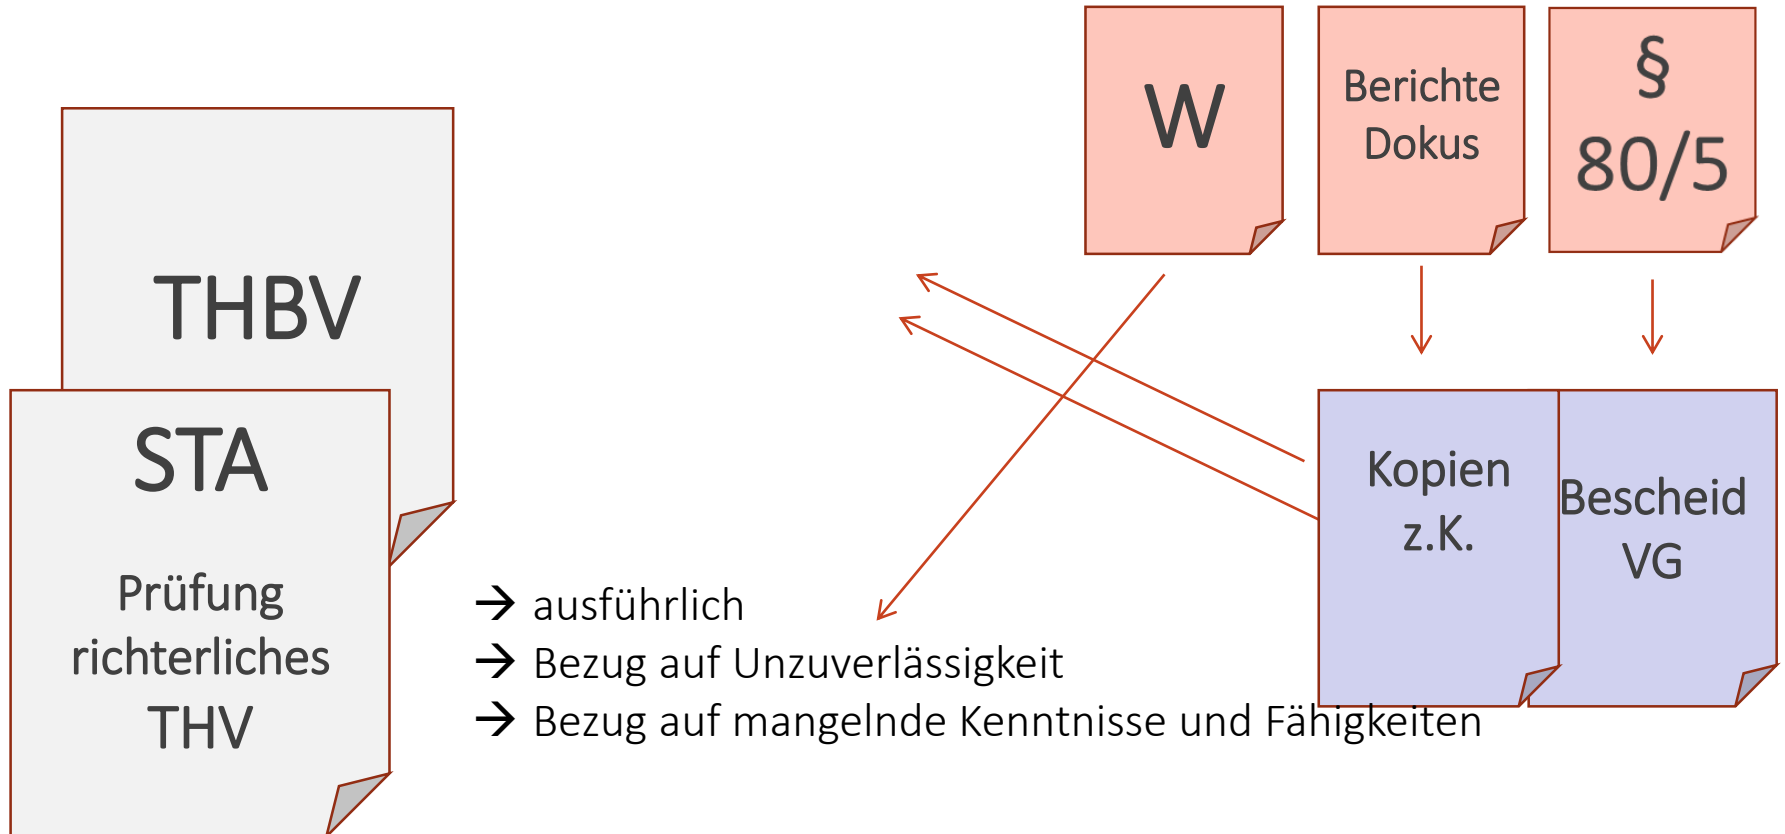 W
Berichte
Dokus
§
80/5
THBV
STA
Prüfung
richterliches
THV
→ ausführlich
→ Bezug auf Unzuverlässigkeit
→ Bezug auf mangelnde Kenntnisse und Fähigkeiten
Kopien
z.K.
Bescheid
VG